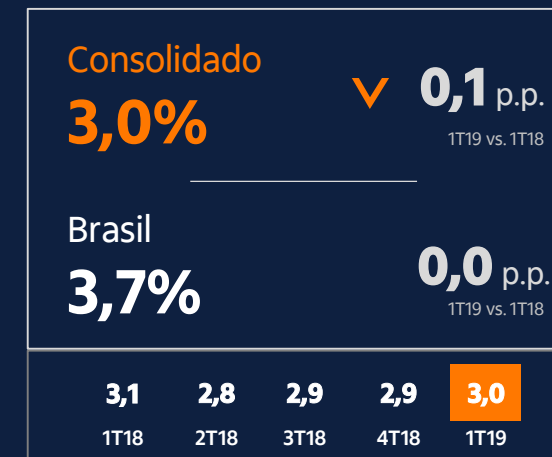 Consolidado
3,0%
0,1 p.p.
1T19 vs. 1T18
Brasil
3,7%
0,0 p.p.
1T19 vs. 1T18
3,1 2,8 2,9 2,9 3,0
1T18 2T18 3T18 4T18 1T19